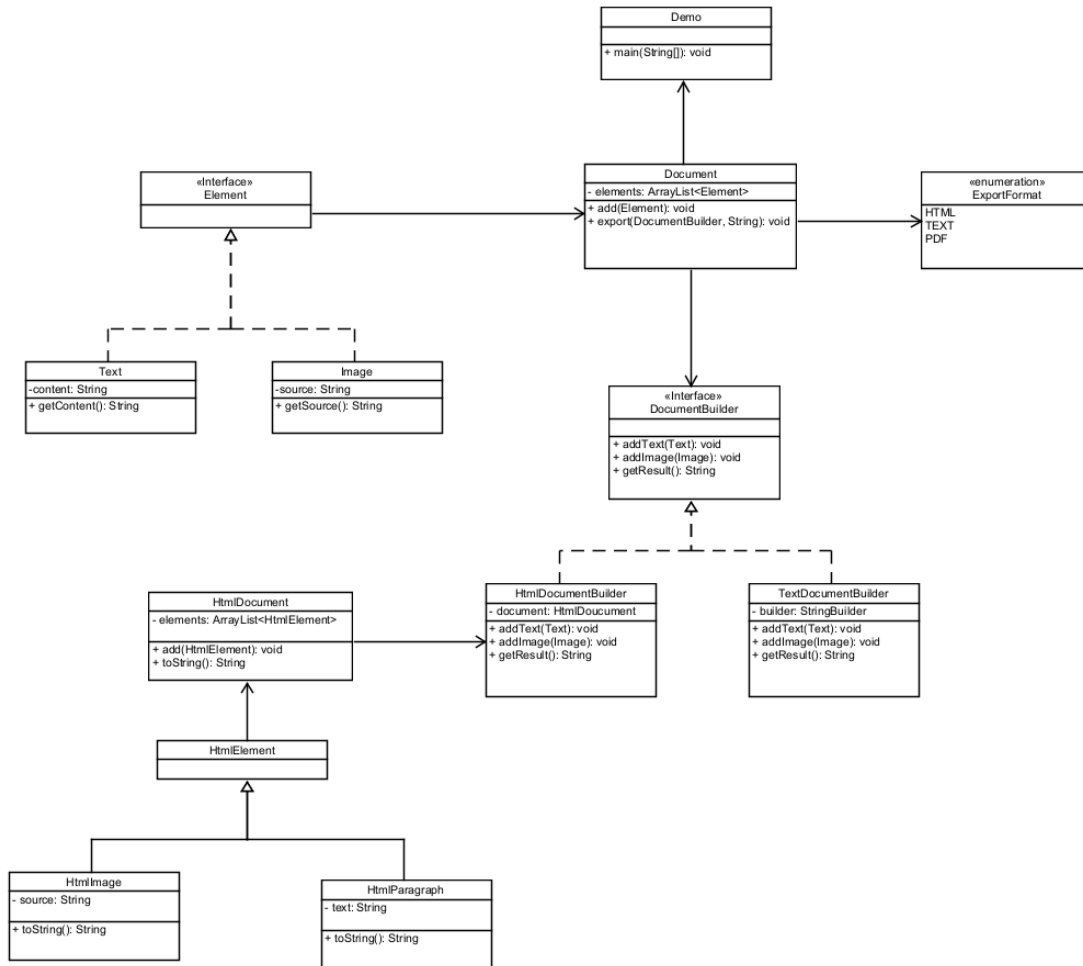 Demo
+ main(String[]): void
«Interface»
Element
Document
- elements: ArrayList<Element>
+ add(Element): void
+ export(DocumentBuilder, String): void
«enumeration»
ExportFormat
HTML
TEXT
PDF
Text
-content: String
+ getContent(): String
Image
-source: String
+ getSource(): String
«Interface»
DocumentBuilder
+ addText(Text): void
+ addImage(Image): void
+ getResult(): String
HtmlDocument
- elements: ArrayList<HtmlElement>
+ add(HtmlElement): void
+ toString(): String
HtmlDocumentBuilder
- document: HtmlDoucument
+ addText(Text): void
+ addImage(Image): void
+ getResult(): String
TextDocumentBuilder
- builder: StringBuilder
+ addText(Text): void
+ addImage(Image): void
+ getResult(): String
HtmlElement
HtmlImage
- source: String
+ toString(): String
HtmlParagraph
- text: String
+ toString(): String